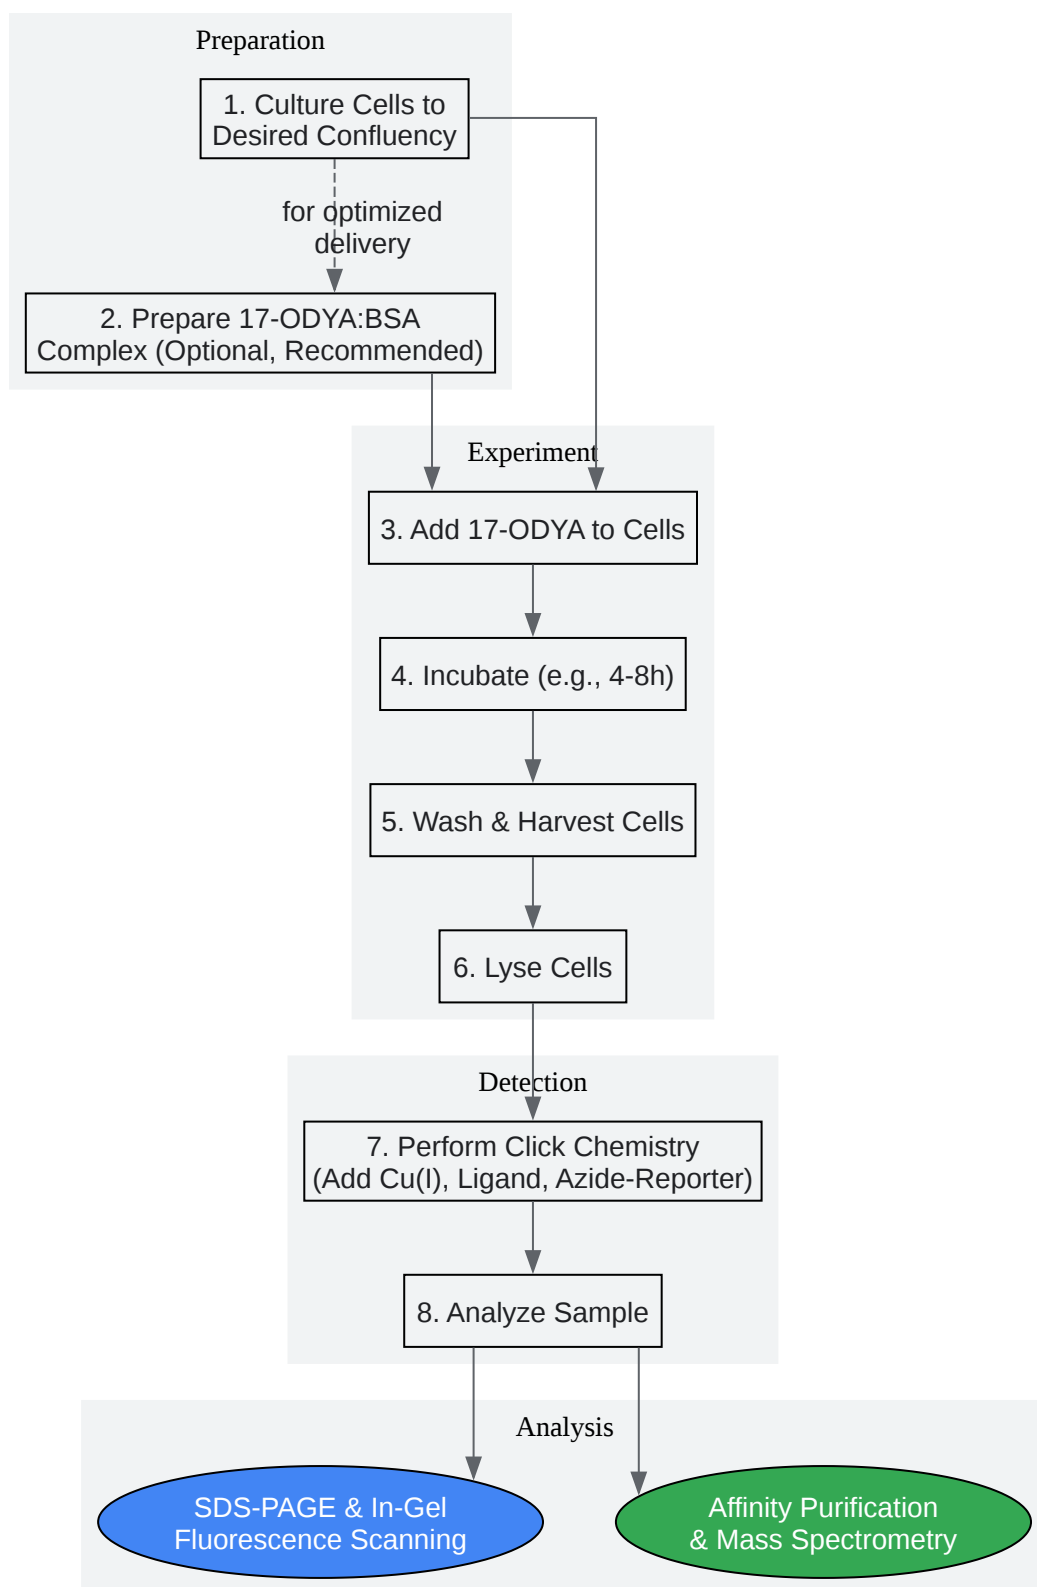 Preparation
1. Culture Cells to
Desired Confluency
for optimized
delivery
2. Prepare 17-ODYA:BSA
Complex (Optional, Recommended)
Experiment
3. Add 17-ODYA to Cells
4. Incubate (e.g., 4-8h)
5. Wash & Harvest Cells
6. Lyse Cells
Detection
7. Perform Click Chemistry
(Add Cu(I), Ligand, Azide-Reporter)
8. Analyze Sample
Analysis
SDS-PAGE & In-Gel
Fluorescence Scanning
Affinity Purification
& Mass Spectrometry